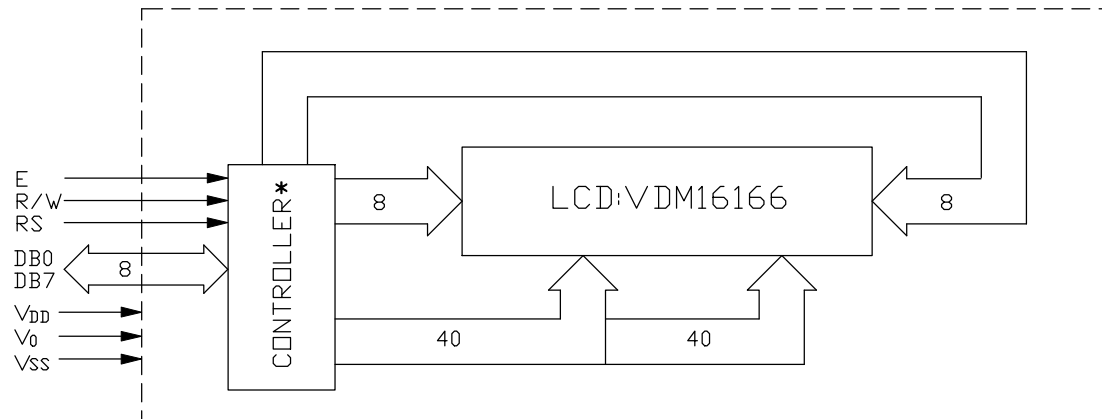 E
R/W
RS
DB0
DB7
8
VDD
V0
VSS
CONTROLLER*
8
LCD:VDM16166
8
40
40